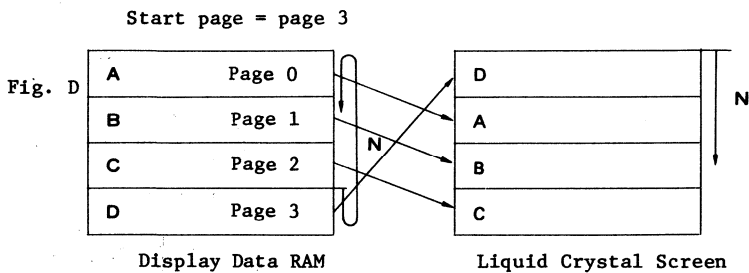 Start page = page 3
Fig. D
A Page 0
B Page 1
C Page 2
D Page 3
N
D
A
B
C
N
Display Data RAM
Liquid Crystal Screen